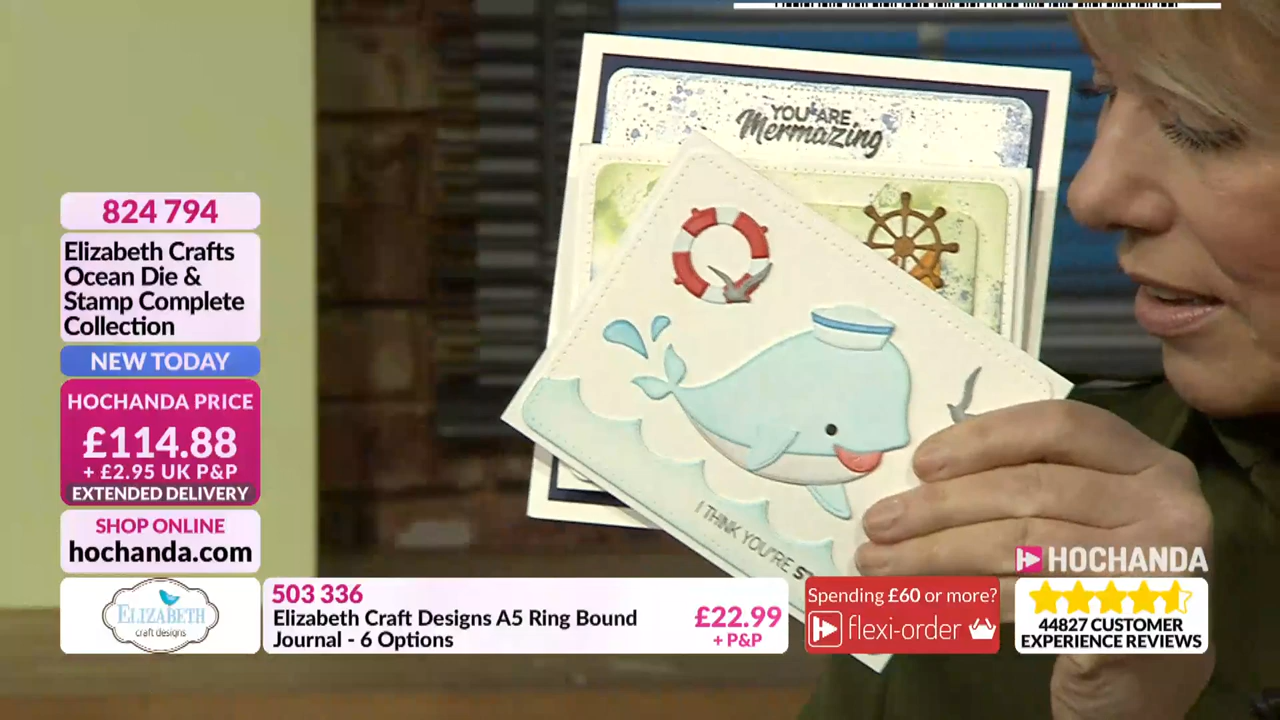 YOU ARE
Mermazing
824 794
Elizabeth Crafts
Ocean Die &
Stamp Complete
Collection
NEW TODAY
HOCHANDA PRICE
£114.88
+ £2.95 UK P&P
EXTENDED DELIVERY
SHOP ONLINE
hochanda.com
I THINK YOU'RE
HOCHANDA
ELIZABETH
craft designs
503 336
Elizabeth Craft Designs A5 Ring Bound
Journal - 6 Options
£22.99
+ P&P
Spending £60 or more?
flexi-order
44827 CUSTOMER
EXPERIENCE REVIEWS